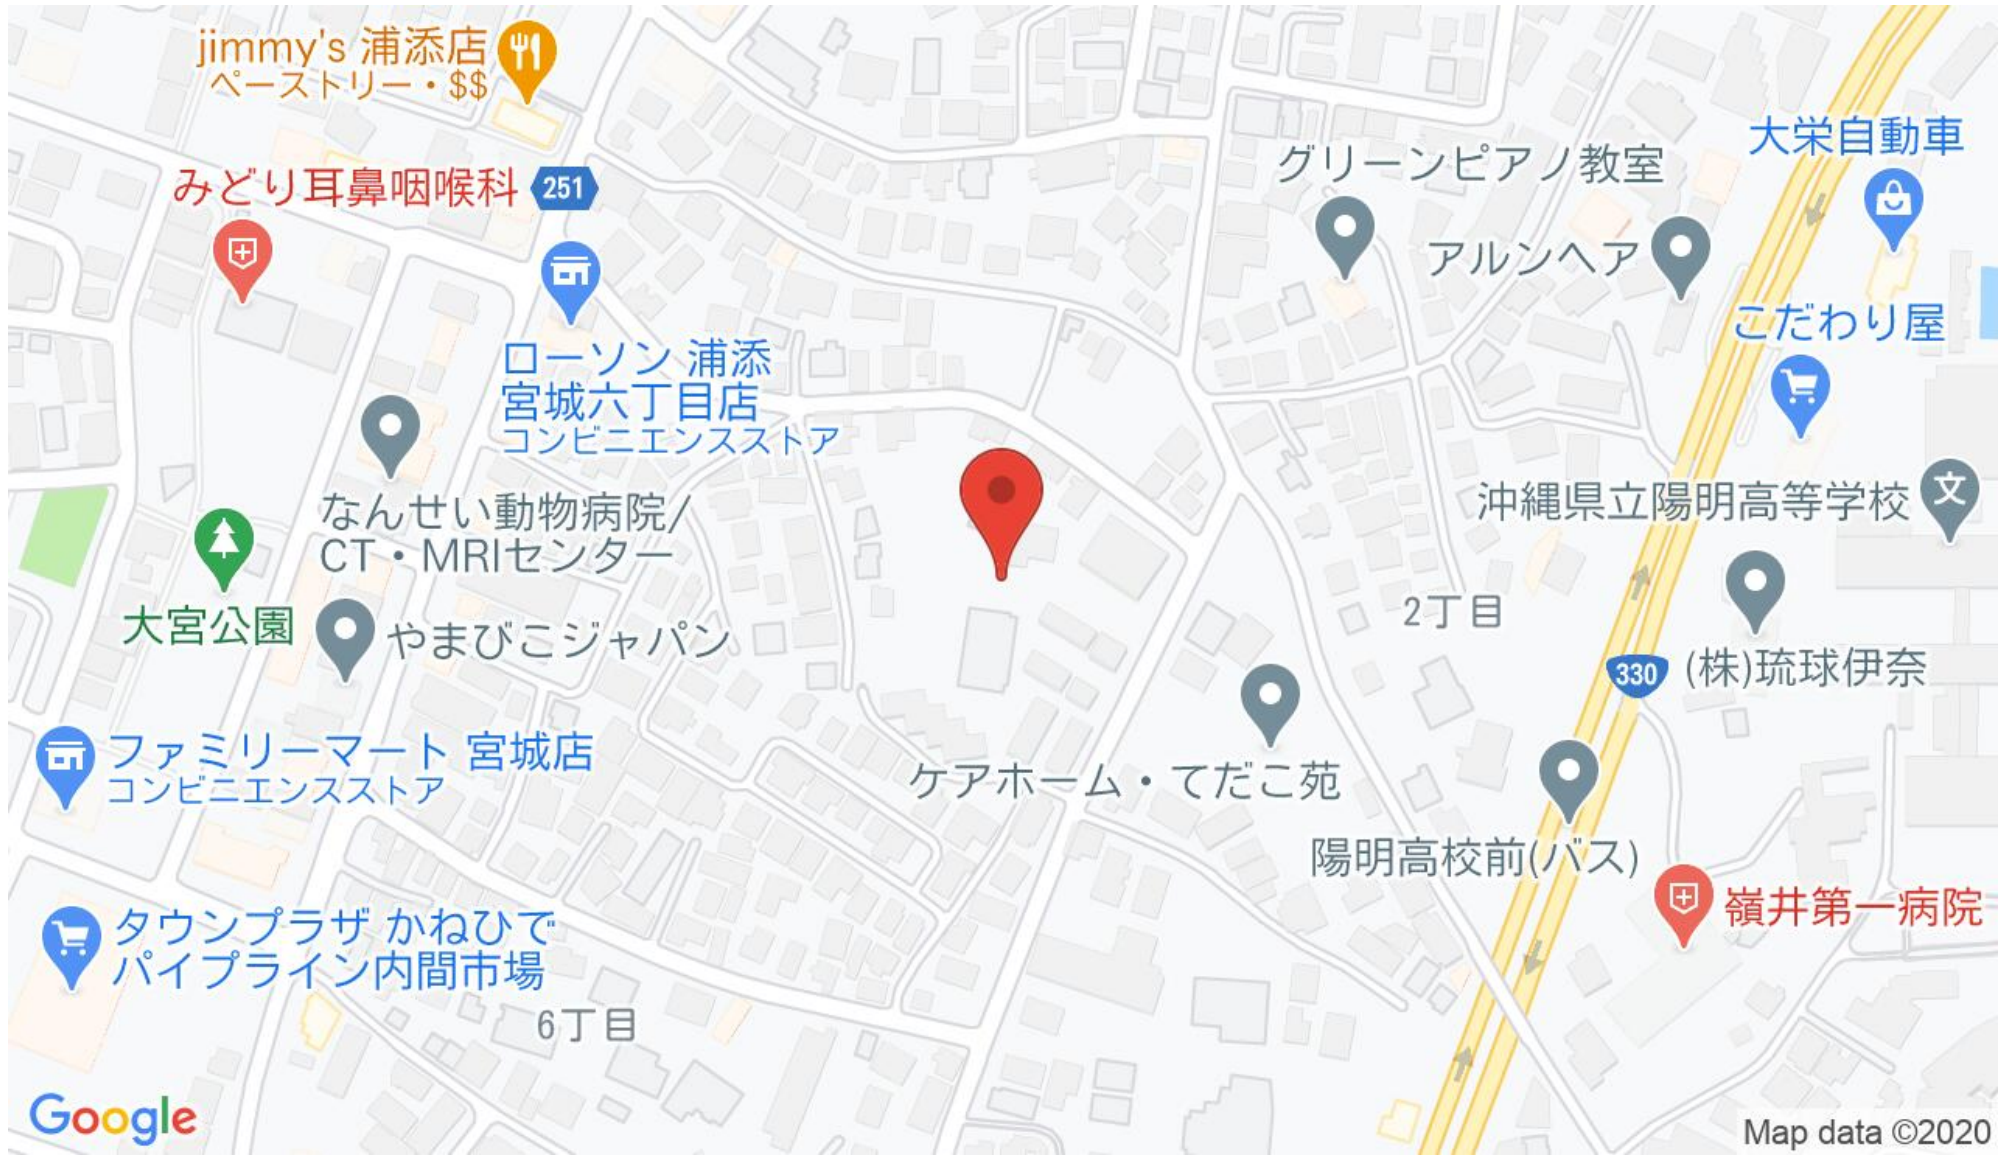 jimmy's 浦添店
ペーストリー・$$
大栄自動車
グリーンピアノ教室
みどり耳鼻咽喉科
251
アルンヘア
こだわり屋
ローソン 浦添
宮城六丁目店
コンビニエンスストア
なんせい動物病院/
CT・MRIセンター
沖縄県立陽明高等学校
文
大宮公園
やまびこジャパン
2丁目
330
(株)琉球伊奈
ファミリーマート 宮城店
コンビニエンスストア
ケアホーム・てだこ苑
陽明高校前(バス)
嶺井第一病院
タウンプラザ かねひで
パイプライン内間市場
6丁目
Google
Map data ©2020